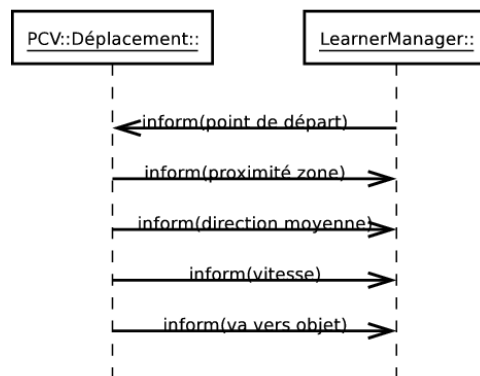 PCV::Déplacement::
LearnerManager::
inform(point de départ)
inform(proximité zone)
inform(direction moyenne)
inform(vitesse)
inform(va vers objet)